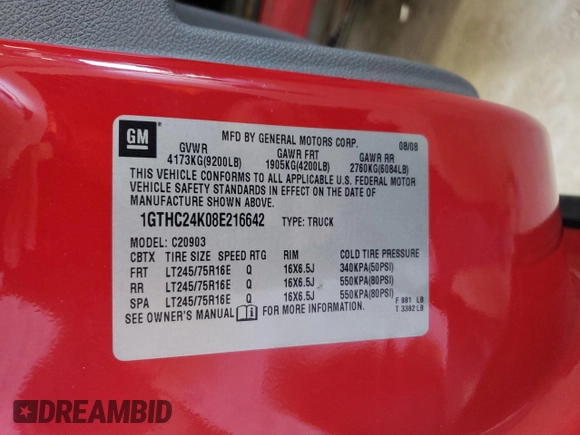 GM
MFD BY GENERAL MOTORS CORP. 08/08
GVWR GAWR FRT GAWR RR
4173KG(9200LB) 1905KG(4200LB) 2760KG(6084LB)
THIS VEHICLE CONFORMS TO ALL APPLICABLE U.S. FEDERAL MOTOR
VEHICLE SAFETY STANDARDS IN EFFECT ON THE DATE OF
MANUFACTURE SHOWN ABOVE.
1GTHC24K08E216642 TYPE: TRUCK
MODEL: C20903
CBTX TIRE SIZE SPEED RTG RIM COLD TIRE PRESSURE
FRT LT245/75R16E Q 16X6.5J 340KPA(50PSI)
RR LT245/75R16E Q 16X6.5J 550KPA(80PSI)
SPA LT245/75R16E Q 16X6.5J 550KPA(80PSI)
SEE OWNER'S MANUAL i FOR MORE INFORMATION.
F 881 LB
T 3382 LB
DREAMBID